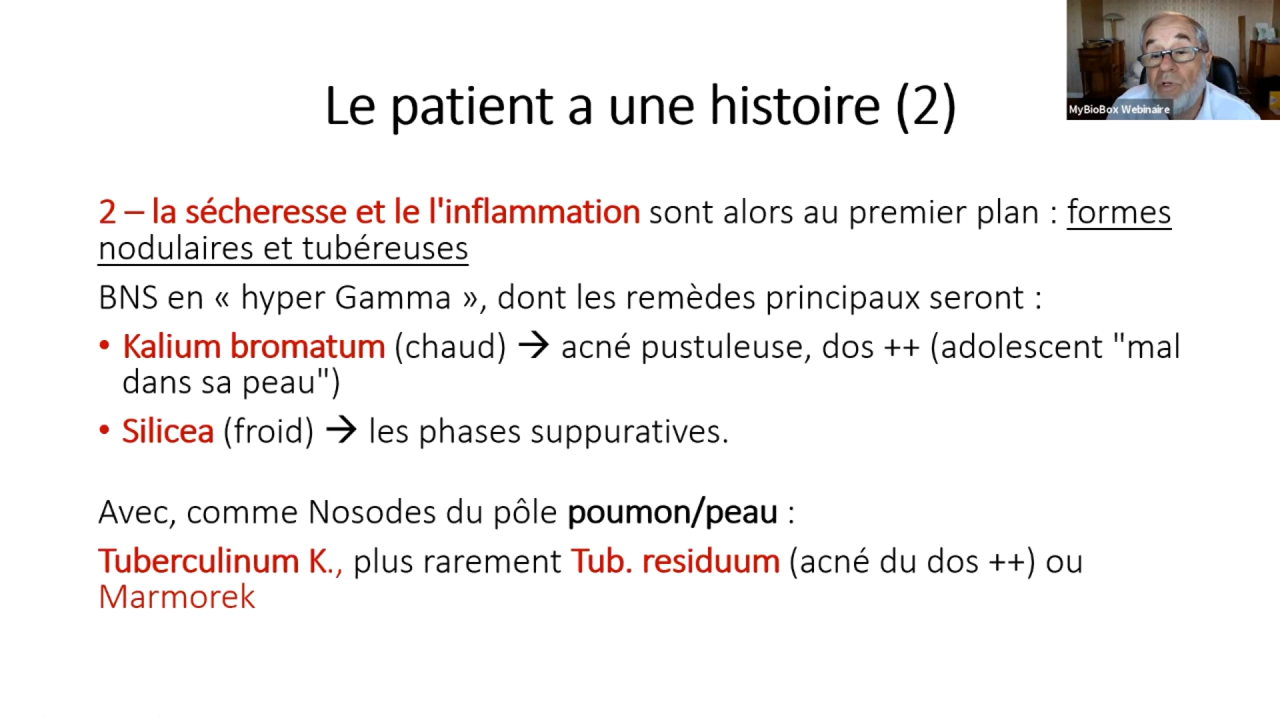 Le patient a une histoire (2)
MyBioBox Webinaire
2 – la sécheresse et le l'inflammation sont alors au premier plan : formes
nodulaires et tubéreuses
BNS en « hyper Gamma », dont les remèdes principaux seront :
• Kalium bromatum (chaud) → acné pustuleuse, dos ++ (adolescent "mal
dans sa peau")
• Silicea (froid) → les phases suppuratives.
Avec, comme Nosodes du pôle poumon/peau :
Tuberculinum K., plus rarement Tub. residuum (acné du dos ++) ou
Marmorek